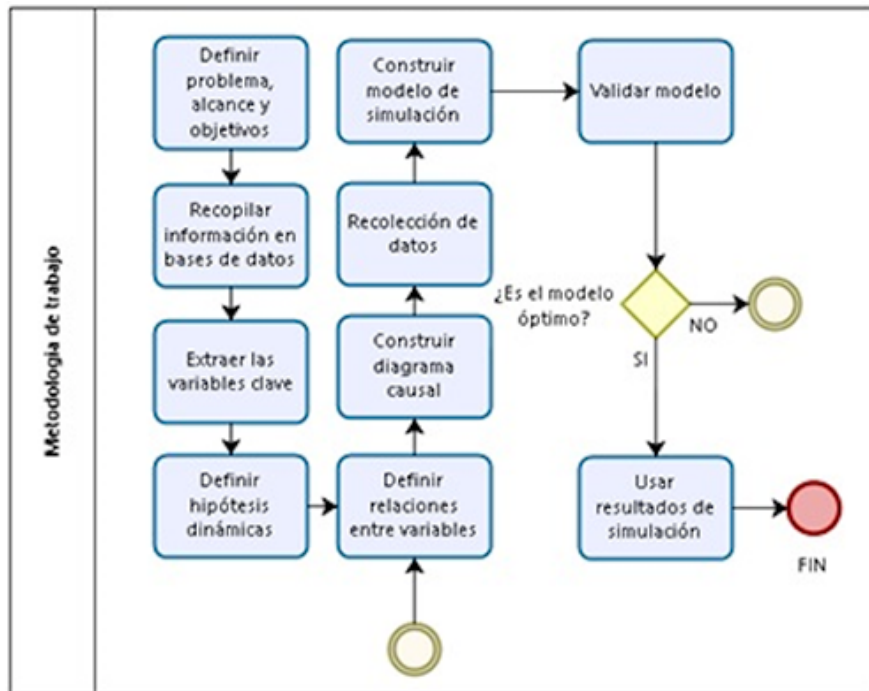 Metodología de trabajo
Definir
problema,
alcance y
objetivos
Recopilar
información en
bases de datos
Extraer las
variables clave
Definir
hipótesis
dinámicas
Definir
relaciones
entre variables
Construir
diagrama
causal
Recolección de
datos
Construir
modelo de
simulación
Validar modelo
¿Es el modelo
óptimo?
NO
SI
Usar
resultados de
simulación
FIN